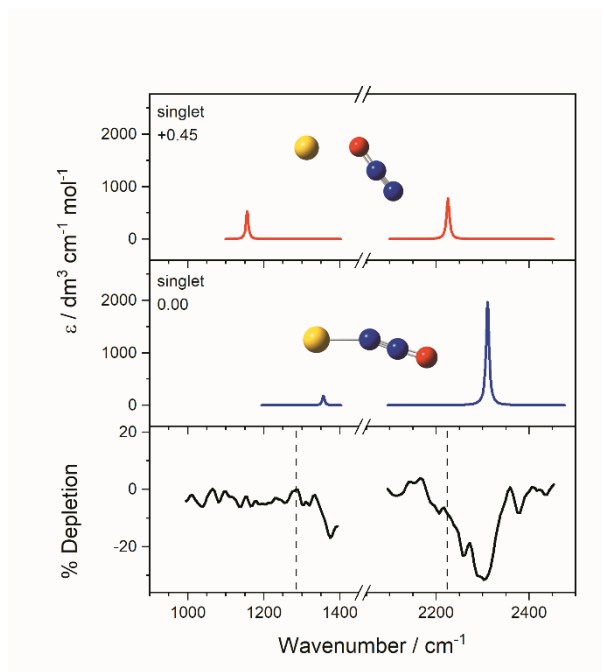 singlet
+0.45
2000
1000
0
singlet
0.00
2000
1000
0
ε / dm³ cm⁻¹ mol⁻¹
20
0
-20
% Depletion
1000 1200 1400 2200 2400
Wavenumber / cm⁻¹